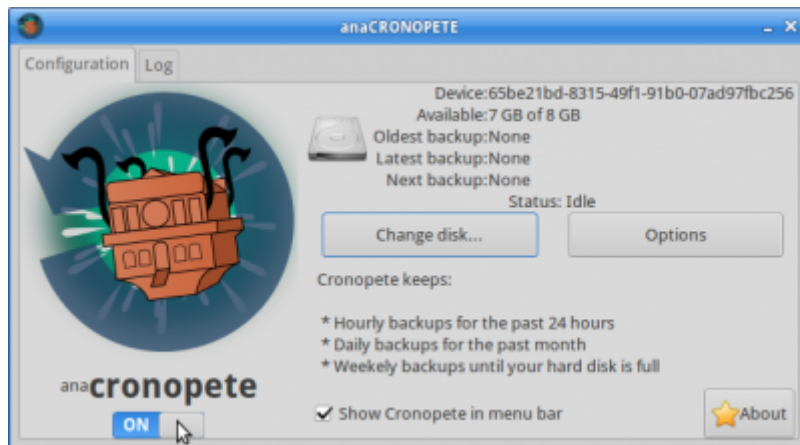 anaCRONOPETE
Configuration
Log
Device:65be21bd-8315-49f1-91b0-07ad97fbc256
Available:7 GB of 8 GB
Oldest backup:None
Latest backup:None
Next backup:None
Status: Idle
Change disk...
Options
Cronopete keeps:
* Hourly backups for the past 24 hours
* Daily backups for the past month
* Weekely backups until your hard disk is full
anacronopete
ON
Show Cronopete in menu bar
About